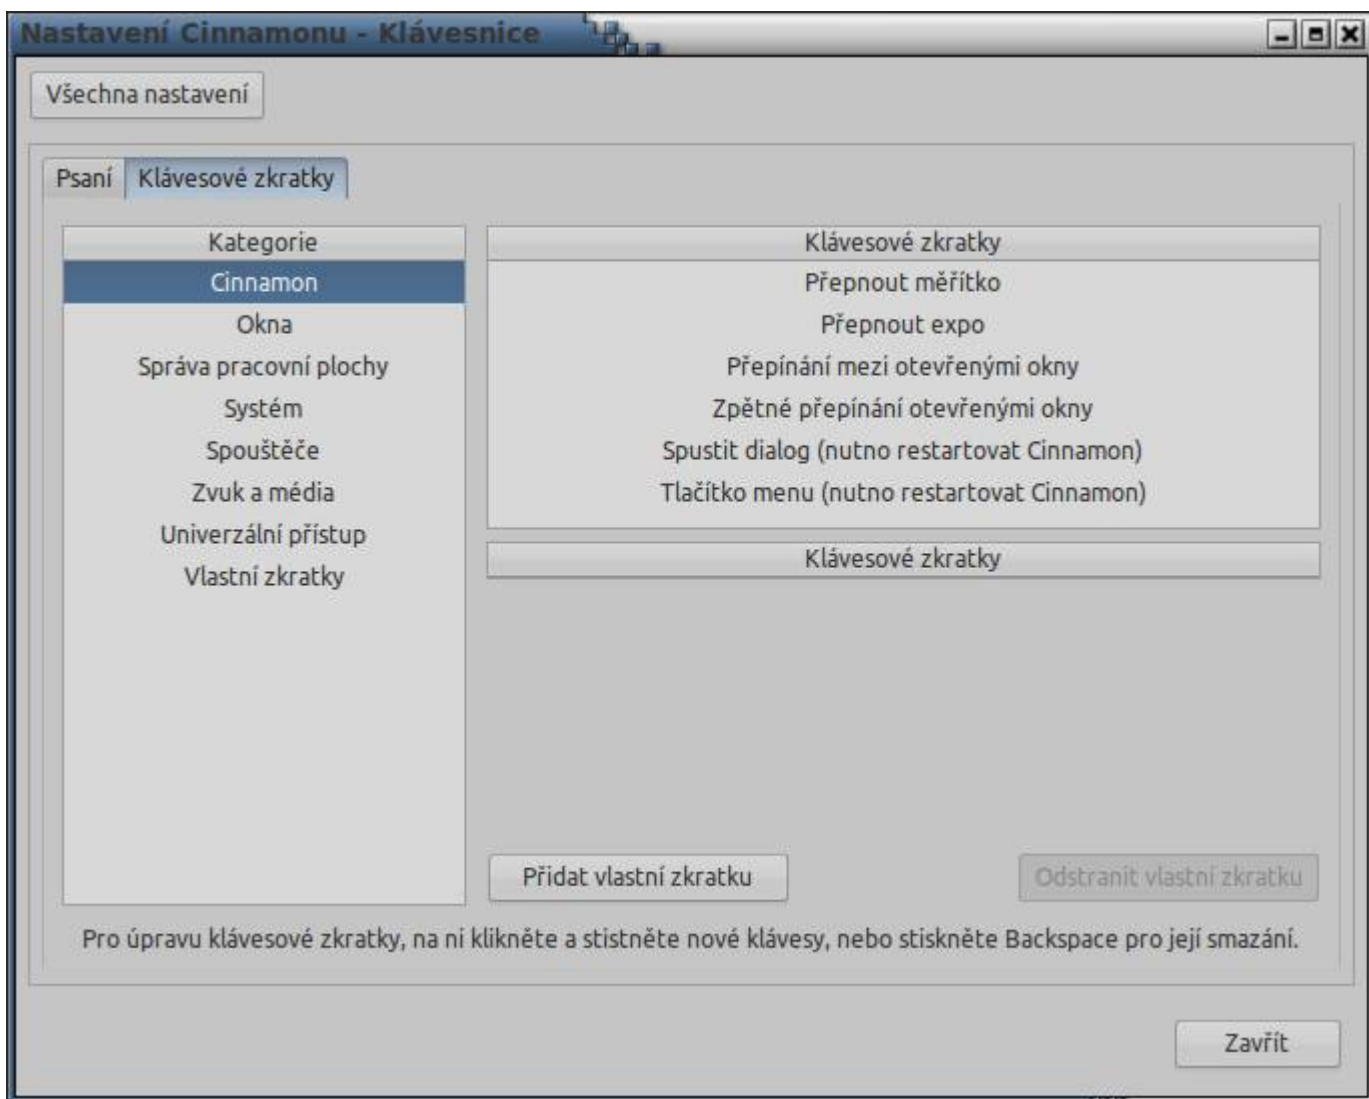 Nastavení Cinnamonu - Klávesnice
Všechna nastavení
Psaní
Klávesové zkratky
Kategorie
Cinnamon
Okna
Správa pracovní plochy
Systém
Spouštěče
Zvuk a média
Univerzální přístup
Vlastní zkratky
Klávesové zkratky
Přepnout měřítko
Přepnout expo
Přepínání mezi otevřenými okny
Zpětné přepínání otevřenými okny
Spustit dialog (nutno restartovat Cinnamon)
Tlačítko menu (nutno restartovat Cinnamon)
Klávesové zkratky
Přidat vlastní zkratku
Odstranit vlastní zkratku
Pro úpravu klávesové zkratky, na ni klikněte a stistněte nové klávesy, nebo stiskněte Backspace pro její smazání.
Zavřít